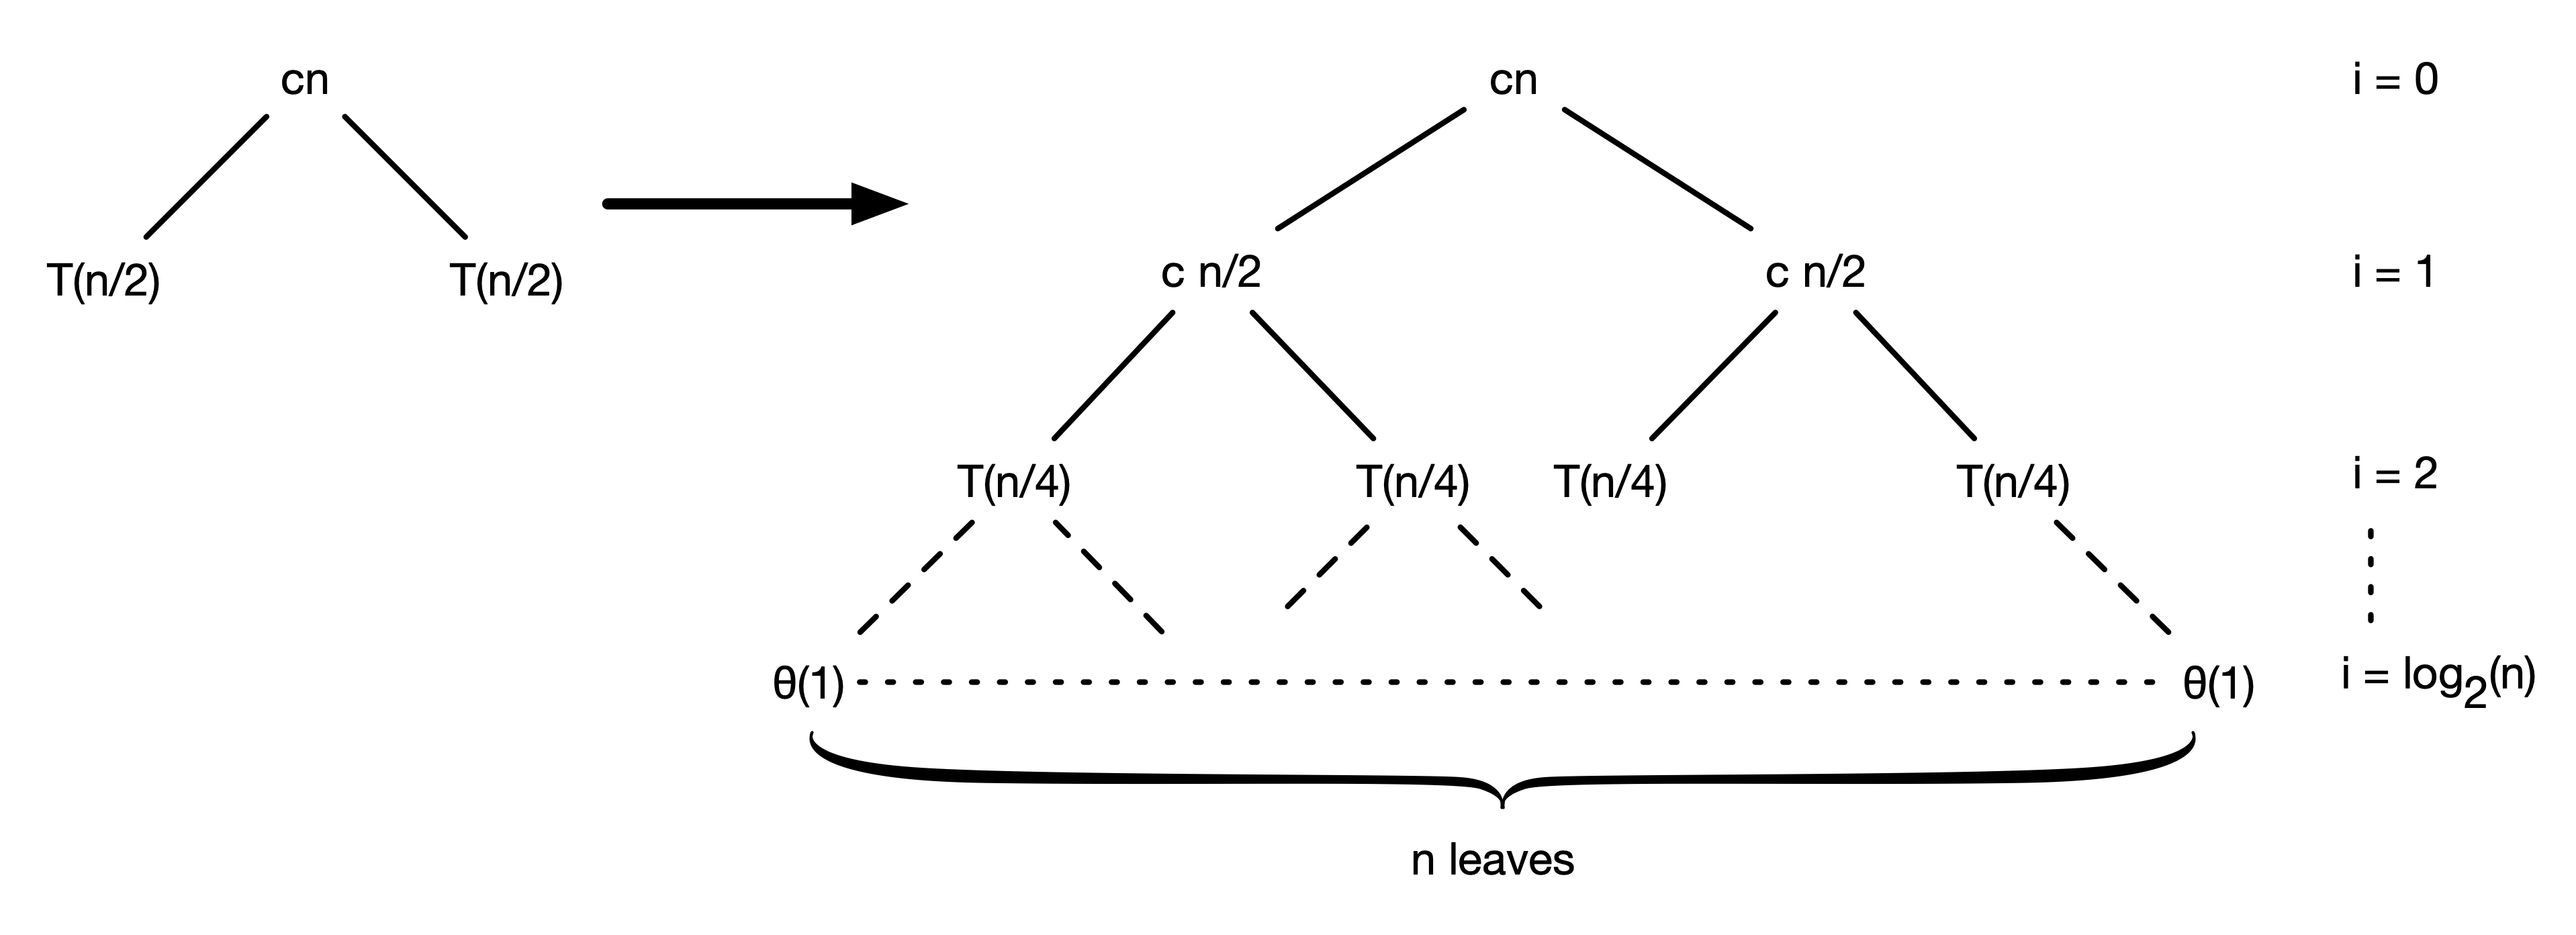 cn
T(n/2) T(n/2)
cn i = 0
c n/2 c n/2 i = 1
T(n/4) T(n/4) T(n/4) T(n/4) i = 2
θ(1) θ(1) i = log₂(n)
n leaves